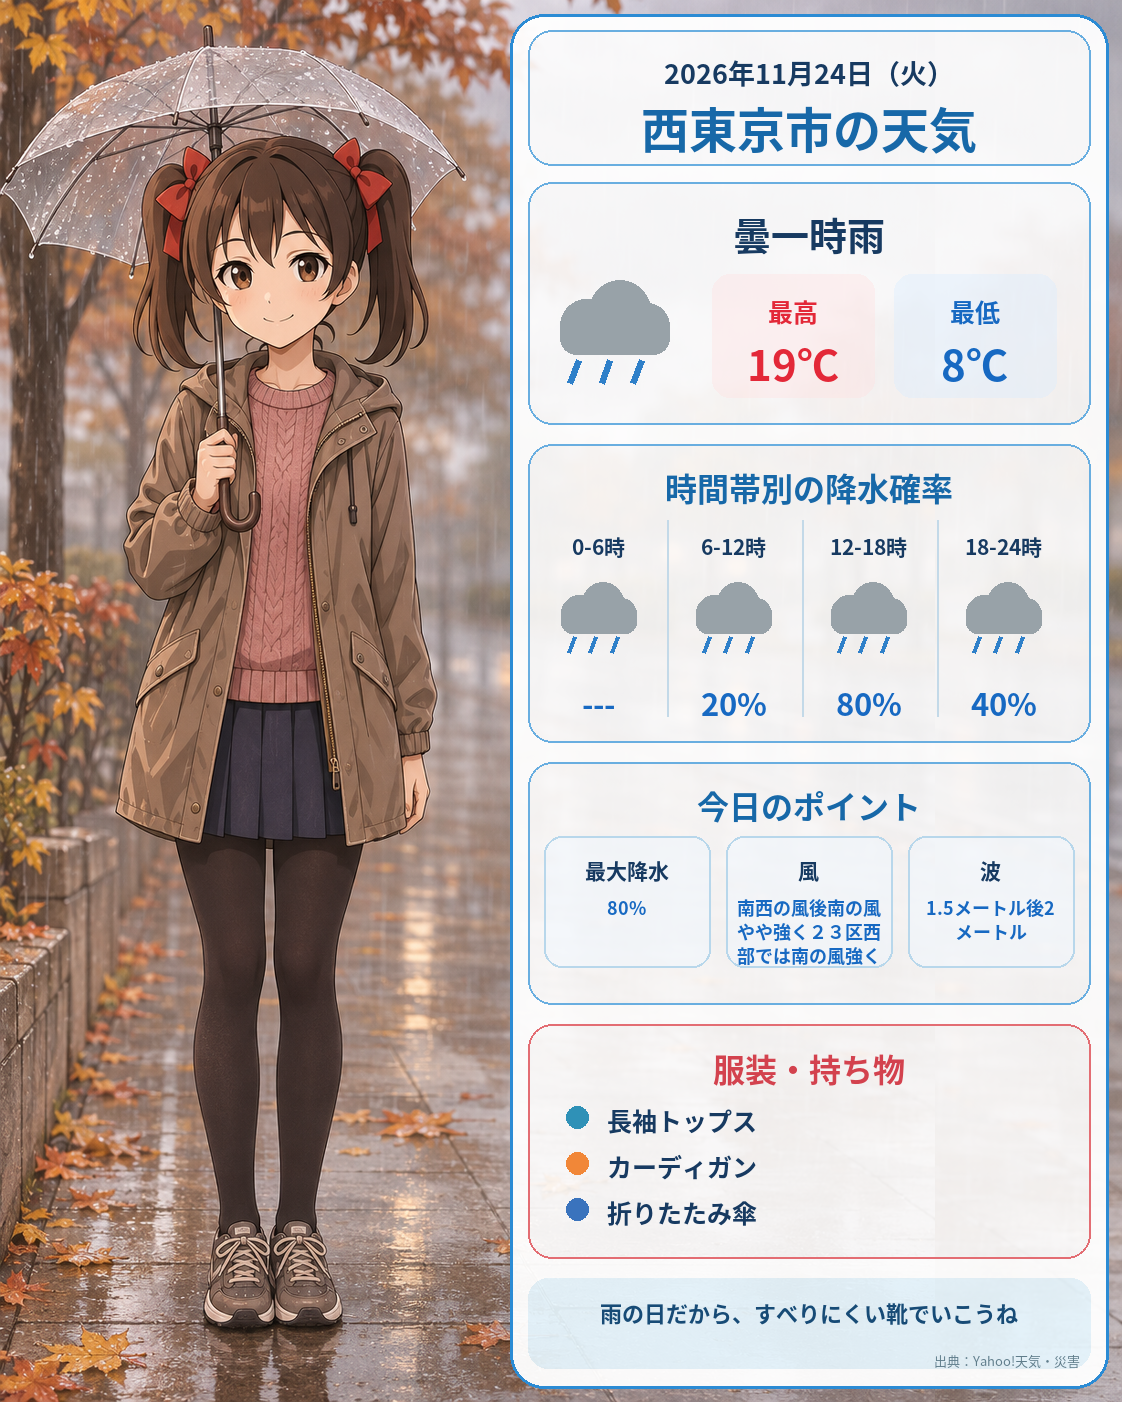 2026年11月24日（火）
西東京市の天気
曇一時雨
最高
19℃
最低
8℃
時間帯別の降水確率
0-6時
6-12時
12-18時
18-24時
---
20%
80%
40%
今日のポイント
最大降水
80%
風
南西の風後南の風
やや強く２３区西
部では南の風強く
波
1.5メートル後2
メートル
服装・持ち物
長袖トップス
カーディガン
折りたたみ傘
雨の日だから、すべりにくい靴でいこうね
出典：Yahoo!天気・災害